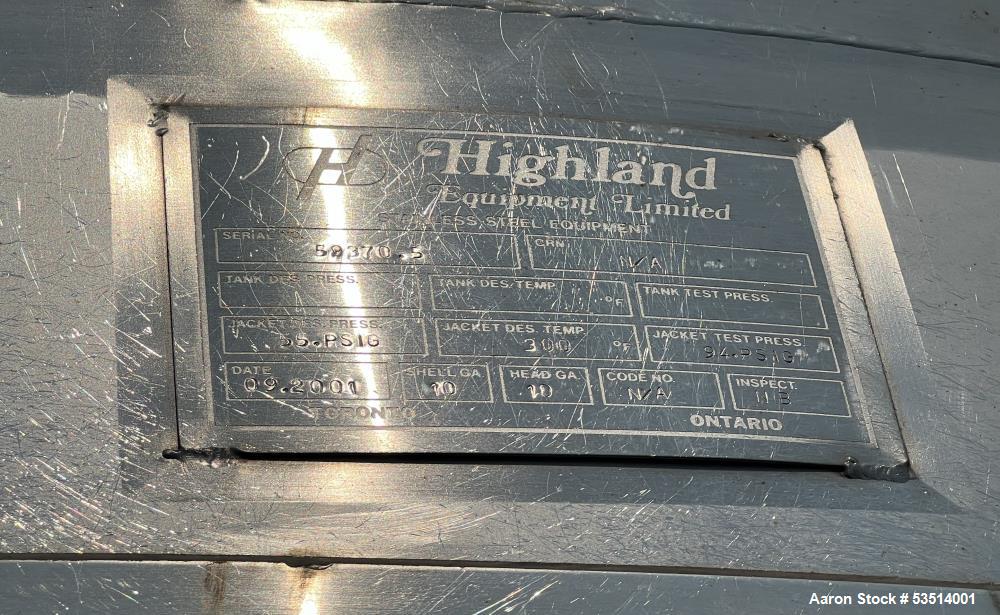 H Highland
Equipment Limited
STAINLESS STEEL EQUIPMENT
SERIAL NO. 59370.5 CRN N/A
TANK DES. PRESS. TANK DES. TEMP. °F TANK TEST PRESS.
JACKET DES. PRESS. JACKET DES. TEMP. JACKET TEST PRESS.
.PSIG 300 °F 94.PSIG
DATE SHELL GA. HEAD GA. CODE NO. INSPECT.
09.2001 10 10 N/A
TORONTO ONTARIO
Aaron Stock # 53514001